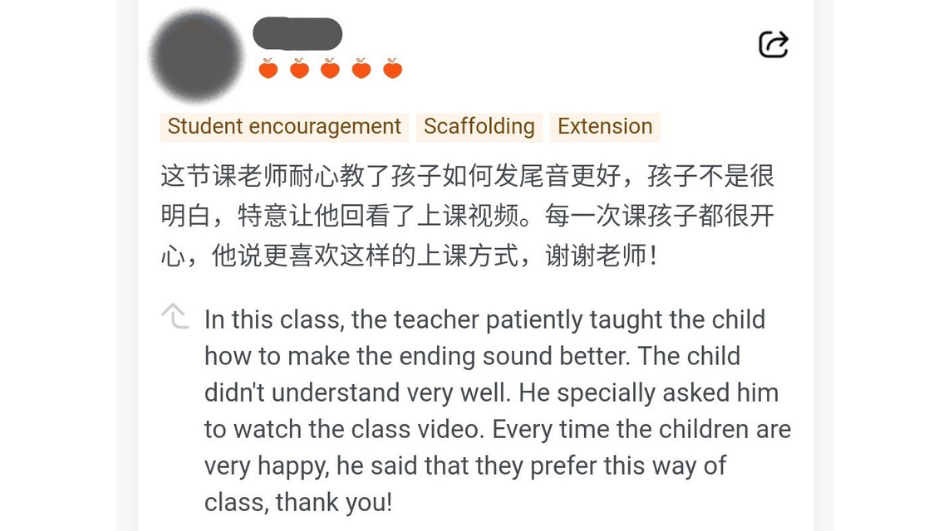 Student encouragement Scaffolding Extension
这节课老师耐心教了孩子如何发尾音更好，孩子不是很
明白，特意让他回看了上课视频。每一次课孩子都很开
心，他说更喜欢这样的上课方式，谢谢老师！
In this class, the teacher patiently taught the child
how to make the ending sound better. The child
didn't understand very well. He specially asked him
to watch the class video. Every time the children are
very happy, he said that they prefer this way of
class, thank you!